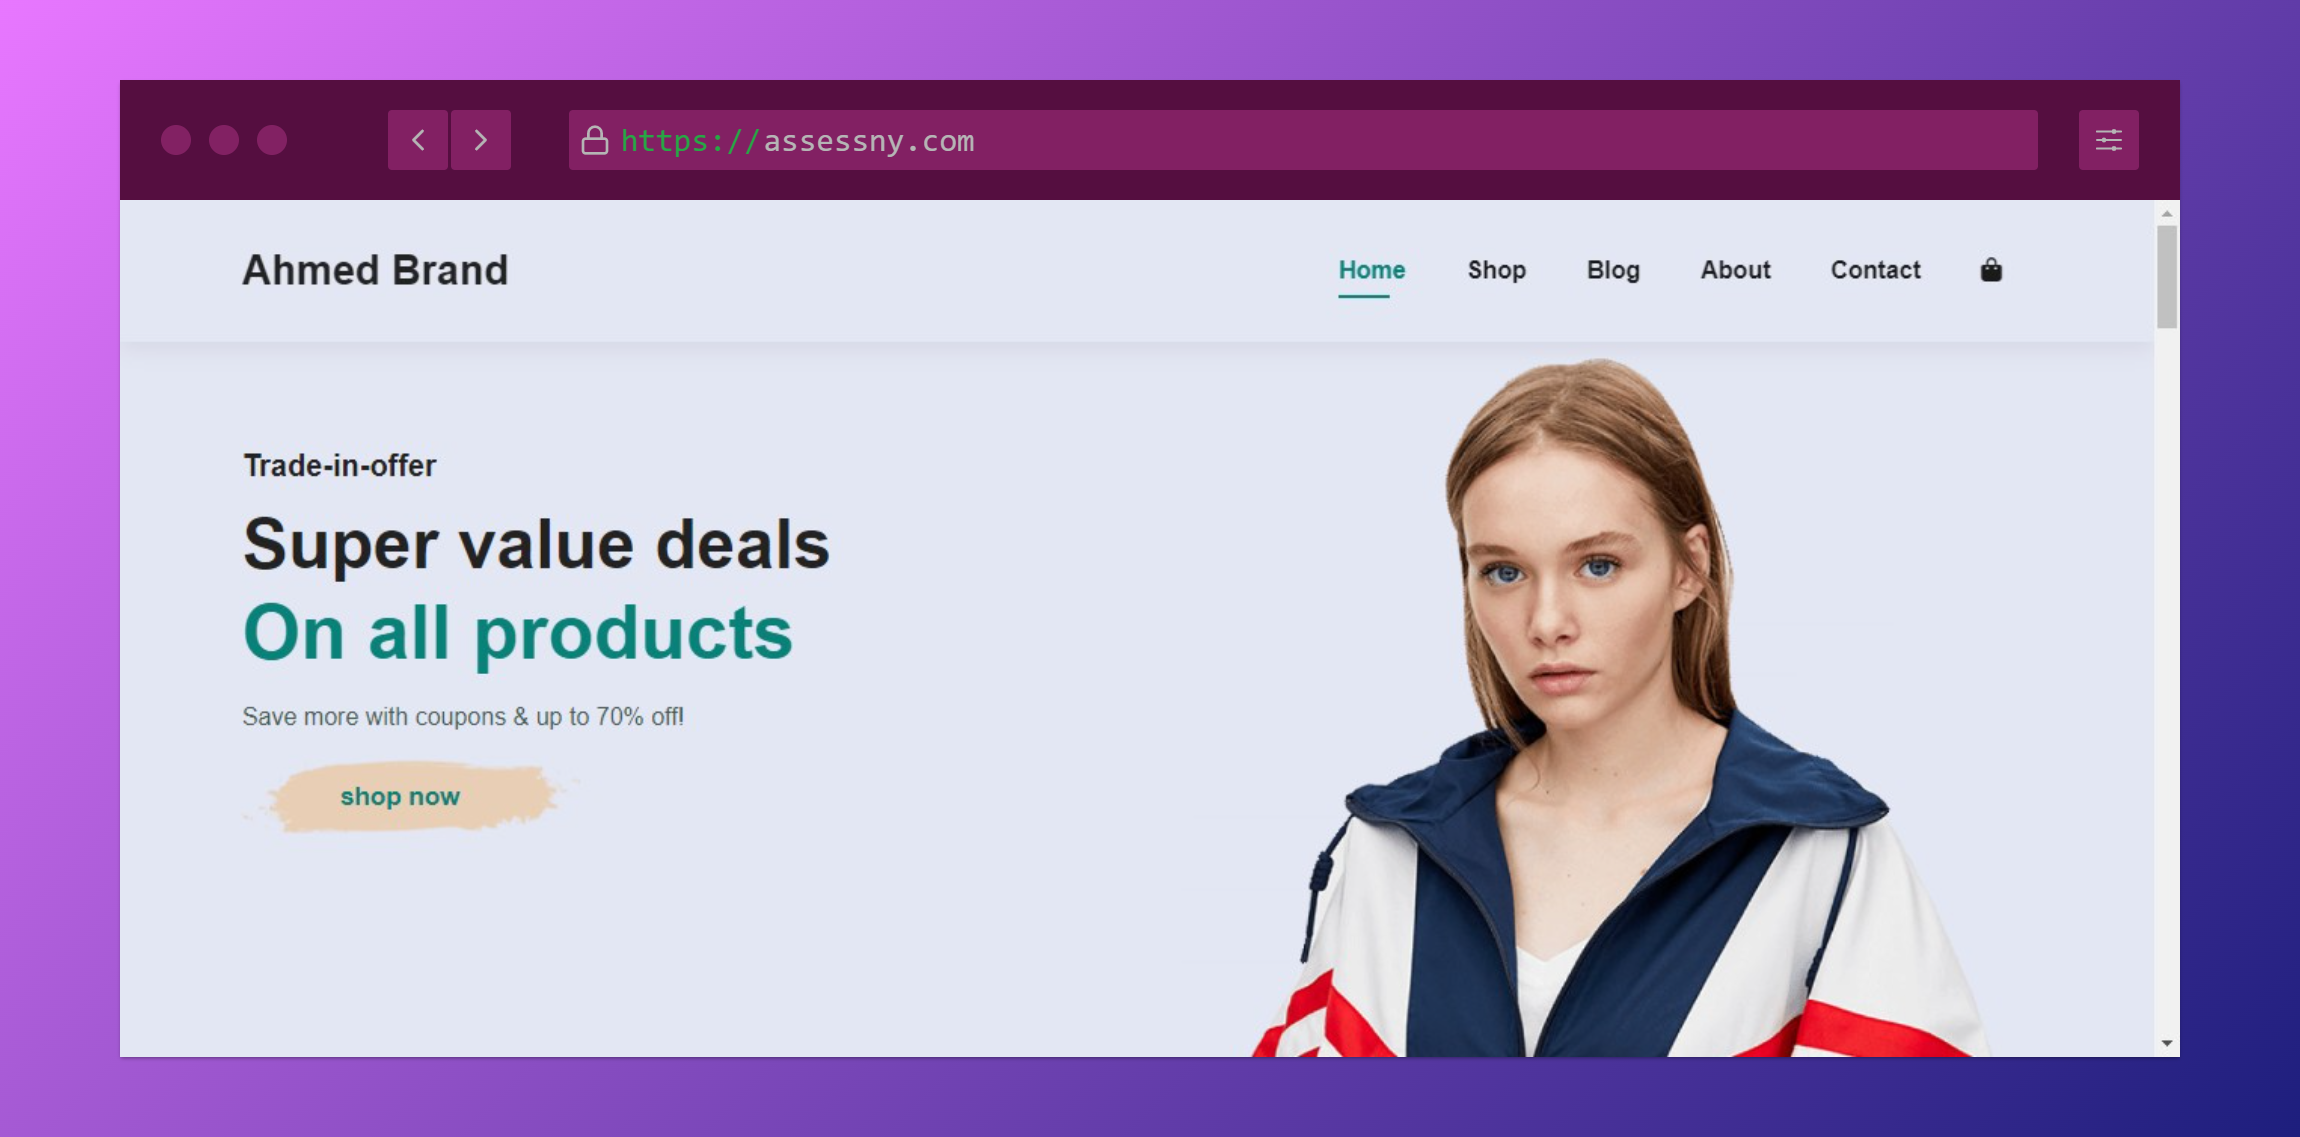 https://assessny.com
Ahmed Brand
Home Shop Blog About Contact
Trade-in-offer
Super value deals
On all products
Save more with coupons & up to 70% off!
shop now